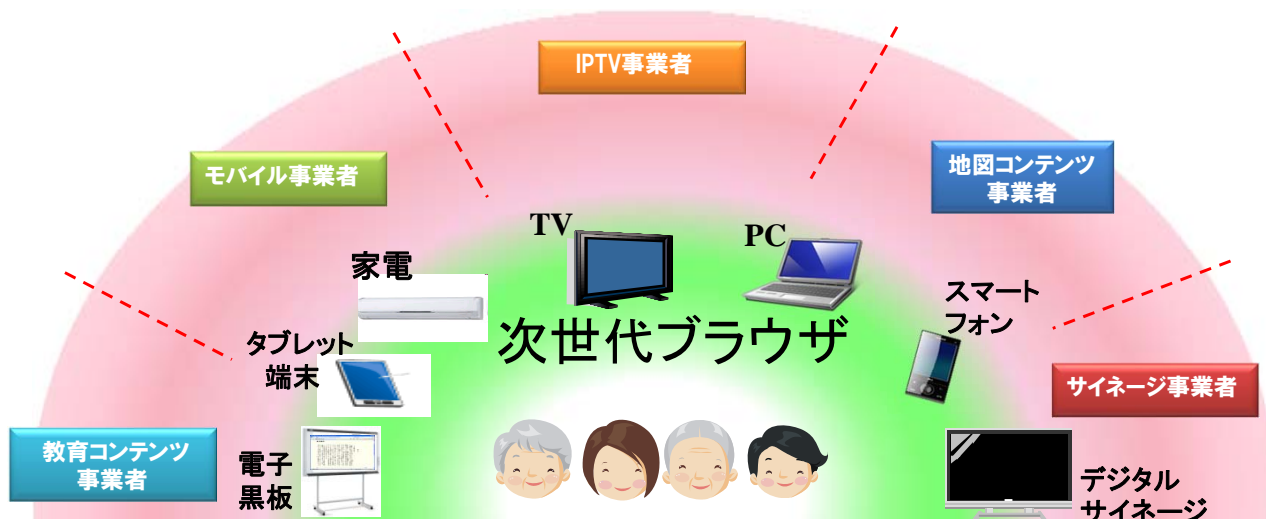 IPTV事業者
モバイル事業者
地図コンテンツ
事業者
TV
PC
家電
スマート
フォン
次世代ブラウザ
タブレット
端末
サイネージ事業者
教育コンテンツ
事業者
電子
黒板
デジタル
サイネージ